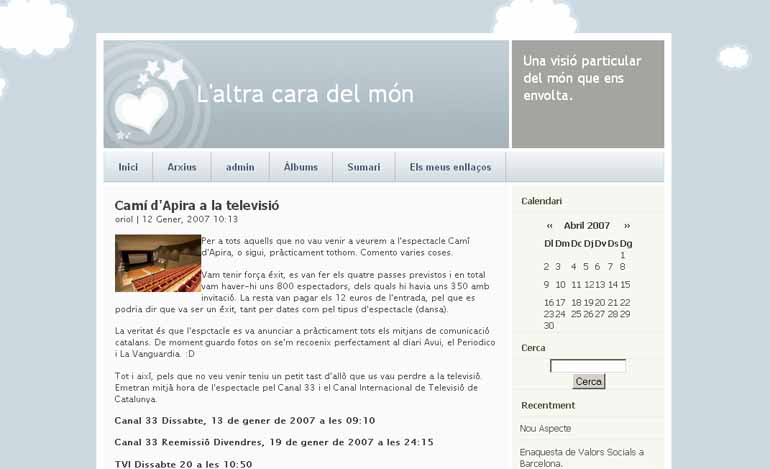 L'altra cara del món
Una visió particular
del món que ens
envolta.
Inici
Arxius
admin
Àlbums
Sumari
Els meus enllaços
Camí d'Apira a la televisió
oriol | 12 Gener, 2007 10:13
Per a tots aquells que no vau venir a veurem a l'espectacle Camí
d'Apira, o sigui, pràcticament tothom. Comento varies coses.
Vam tenir força éxit, es van fer els quatre passes previstos i en total
vam haver-hi uns 800 espectadors, dels quals hi havia uns 350 amb
invitació. La resta van pagar els 12 euros de l'entrada, pel que es
podria dir que va ser un éxit, tant per dates com pel tipus d'espectacle (dansa).
La veritat és que l'espctacle es va anunciar a pràcticament tots els mitjans de comunicació
catalans. De moment guardo fotos on se'm recoenix perfectament al diari Avui, el Periodico
i La Vanguardia. :D
Tot i així, pels que no veu venir teniu un petit tast d'allò que us vau perdre a la televisió.
Emetran mitjà hora de l'espectacle pel Canal 33 i el Canal Internacional de Televisió de
Catalunya.
Canal 33 Dissabte, 13 de gener de 2007 a les 09:10
Canal 33 Reemissió Divendres, 19 de gener de 2007 a les 24:15
TVI Dissabte 20 a les 10:50
Calendari
« Abril 2007 »
Dl Dm Dc Dj Dv Ds Dg
1
2 3 4 5 6 7 8
9 10 11 12 13 14 15
16 17 18 19 20 21 22
23 24 25 26 27 28 29
30
Cerca
Cerca
Recentment
Nou Aspecte
Enaquesta de Valors Socials a
Barcelona.